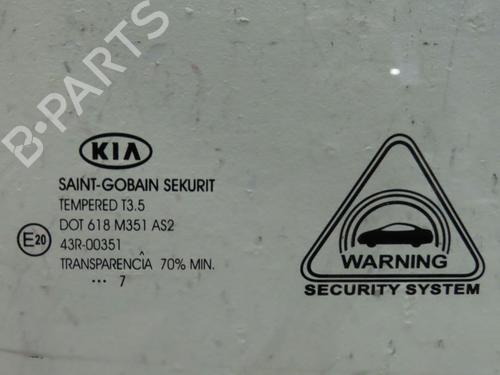 B-PARTS
KIA
SAINT-GOBAIN SEKURIT
TEMPERED T3.5
DOT 618 M351 AS2
E20
43R-00351
TRANSPARENCÎA 70% MIN.
... 7
WARNING
SECURITY SYSTEM